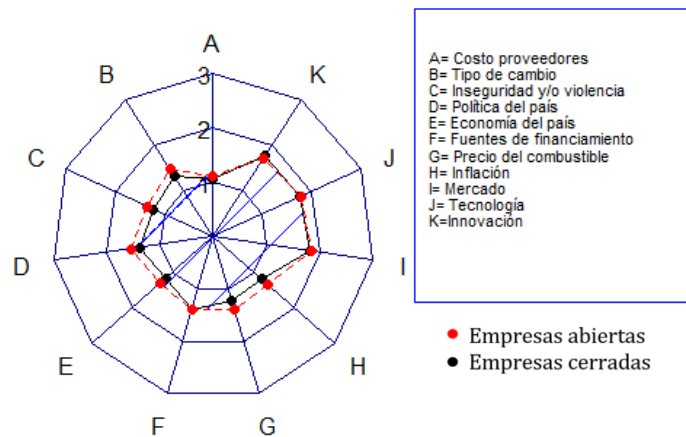 A
B
K
3
2
1
C
J
D
I
E
H
F
G
A= Costo proveedores
B= Tipo de cambio
C= Inseguridad y/o violencia
D= Política del país
E= Economía del país
F= Fuentes de financiamiento
G= Precio del combustible
H= Inflación
I= Mercado
J= Tecnología
K=Innovación
Empresas abiertas
Empresas cerradas